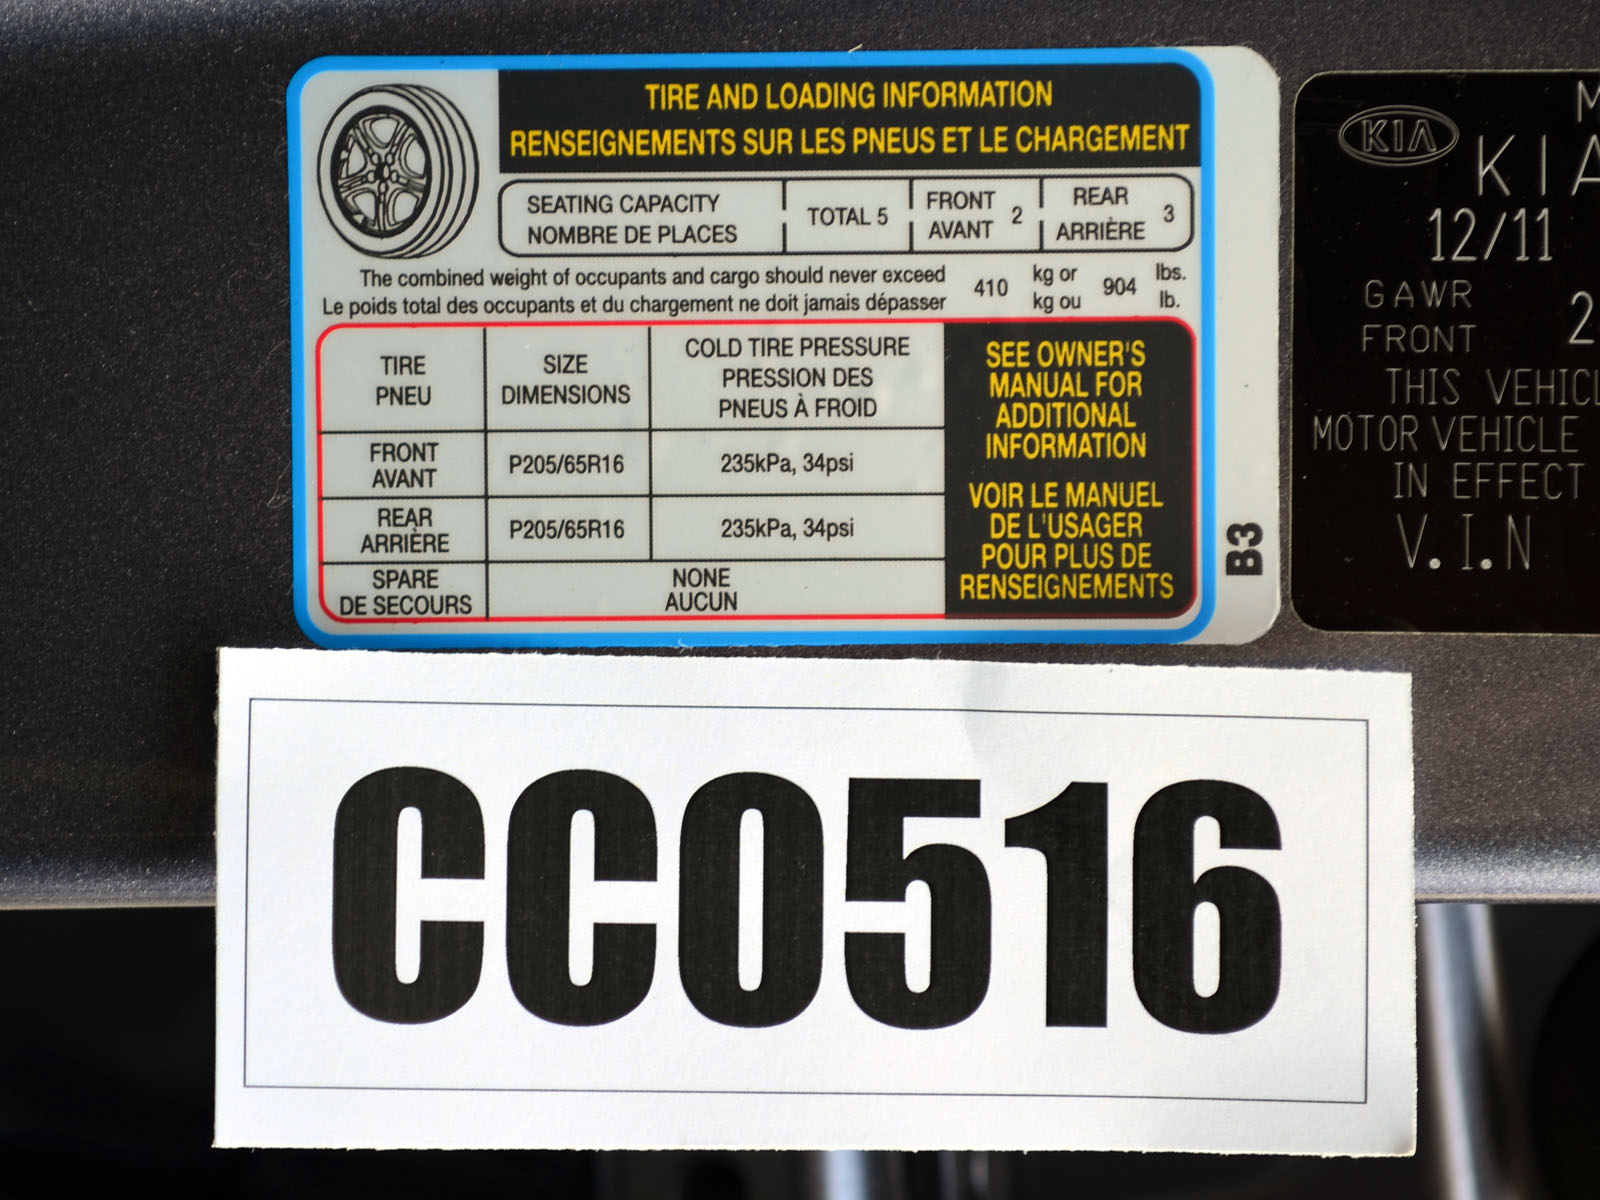 TIRE AND LOADING INFORMATION
RENSEIGNEMENTS SUR LES PNEUS ET LE CHARGEMENT
SEATING CAPACITY
NOMBRE DE PLACES
TOTAL 5
FRONT
AVANT
2
REAR
ARRIÈRE
3
The combined weight of occupants and cargo should never exceed
Le poids total des occupants et du chargement ne doit jamais dépasser
410
kg or
kg ou
904
lbs.
lb.
TIRE
PNEU
SIZE
DIMENSIONS
COLD TIRE PRESSURE
PRESSION DES
PNEUS À FROID
FRONT
AVANT
P205/65R16
235kPa, 34psi
REAR
ARRIÈRE
P205/65R16
235kPa, 34psi
SPARE
DE SECOURS
NONE
AUCUN
SEE OWNER'S
MANUAL FOR
ADDITIONAL
INFORMATION
VOIR LE MANUEL
DE L'USAGER
POUR PLUS DE
RENSEIGNEMENTS
B3
KIA
M
KIA
12/11
GAWR
FRONT
2
THIS VEHICL
MOTOR VEHICLE
IN EFFECT
V.I.N
CC0516